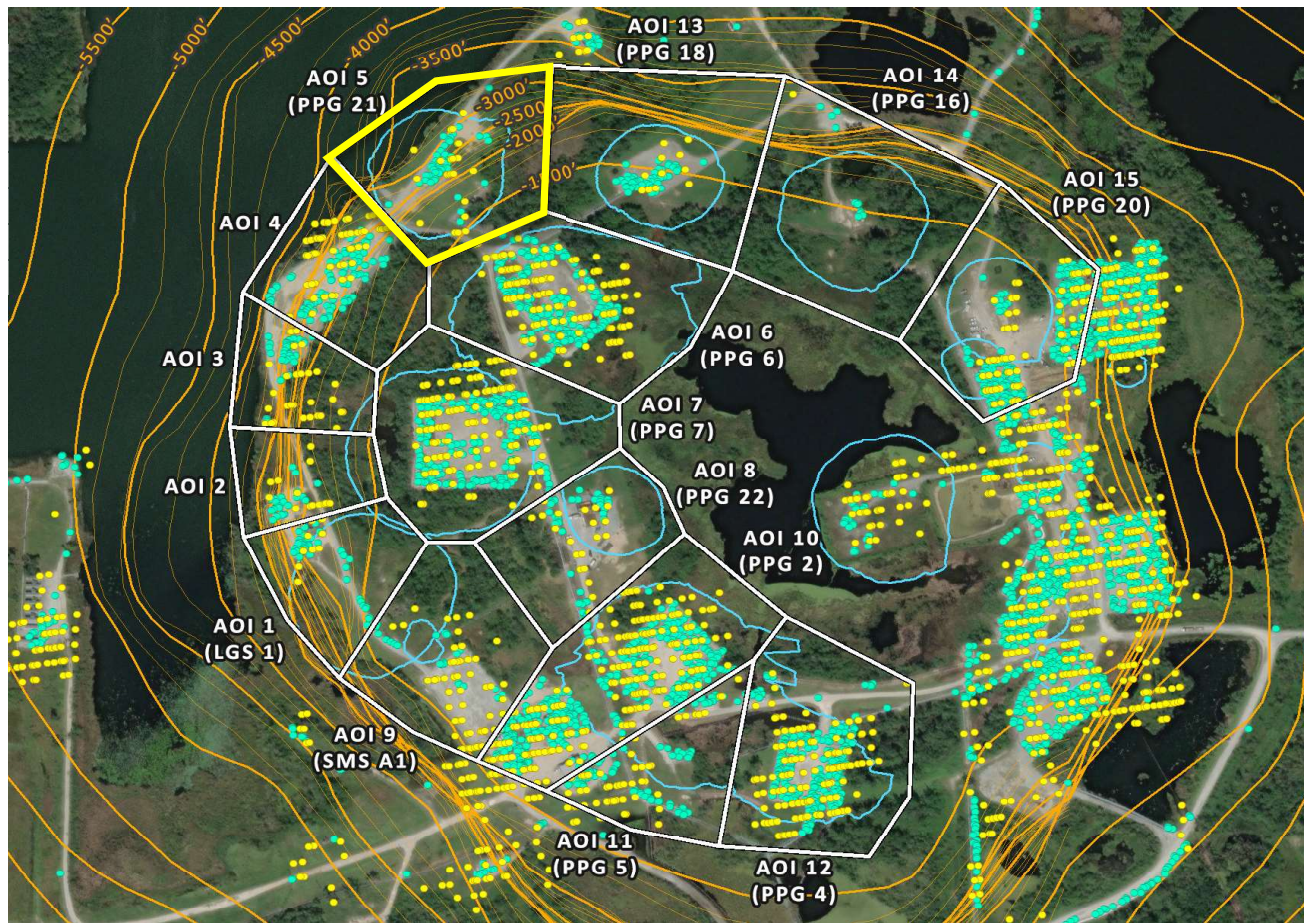 -5500'
-5000'
-4500'
-4000'
-3500'
-3000'
-2500'
-2000'
AOI 13
(PPG 18)
AOI 5
(PPG 21)
AOI 14
(PPG 16)
AOI 15
(PPG 20)
AOI 4
AOI 3
AOI 6
(PPG 6)
AOI 7
(PPG 7)
AOI 2
AOI 8
(PPG 22)
AOI 10
(PPG 2)
AOI 1
(LGS 1)
AOI 9
(SMS A1)
AOI 11
(PPG 5)
AOI 12
(PPG 4)